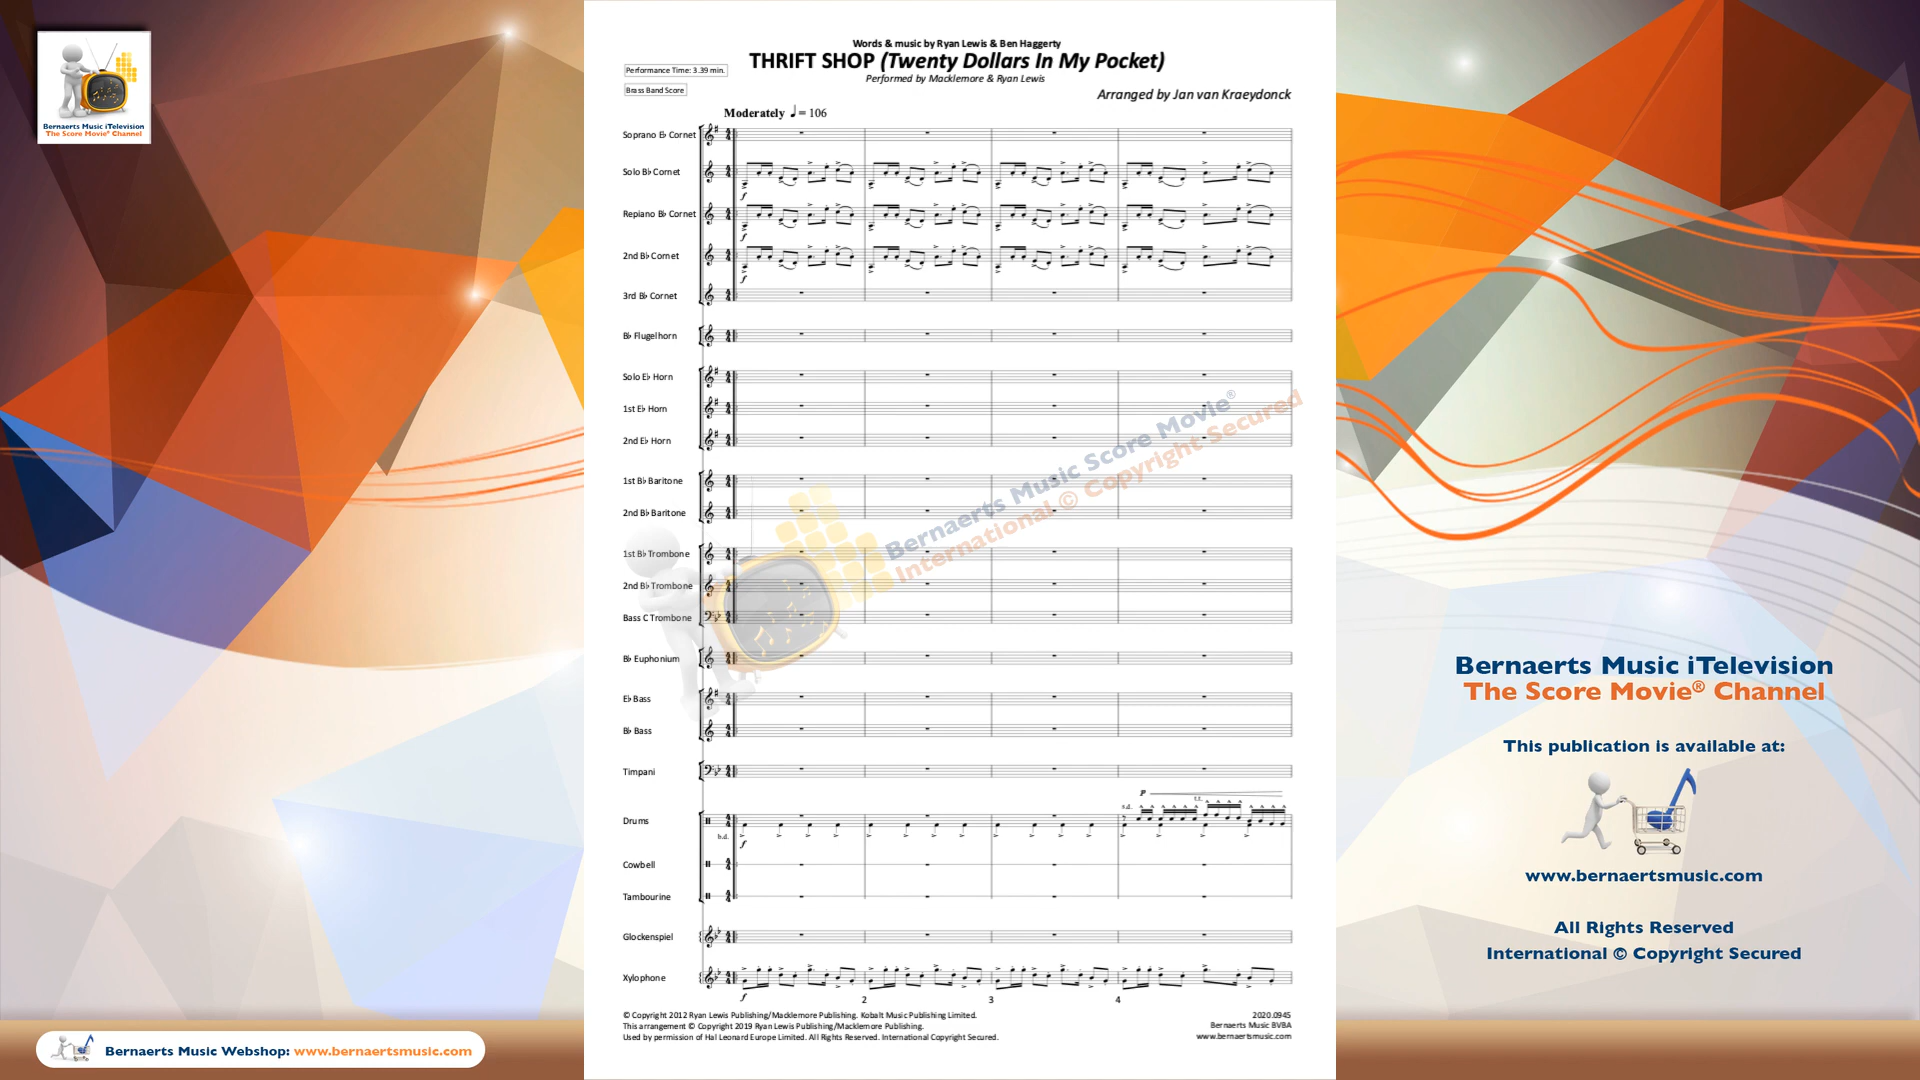 Bernaerts Music iTelevision
The Score Movie® Channel
Words & music by Ryan Lewis & Ben Haggerty
THRIFT SHOP (Twenty Dollars In My Pocket)
Performed by Macklemore & Ryan Lewis
Performance Time: 3.39 min.
Brass Band Score
Arranged by Jan van Kraeydonck
Moderately ♩= 106
Soprano E♭ Cornet
Solo B♭ Cornet
f
Repiano B♭ Cornet
f
2nd B♭ Cornet
f
3rd B♭ Cornet
B♭ Flugelhorn
Solo E♭ Horn
1st E♭ Horn
2nd E♭ Horn
1st B♭ Baritone
2nd B♭ Baritone
1st B♭ Trombone
2nd B♭ Trombone
Bass C Trombone
B♭ Euphonium
E♭ Bass
B♭ Bass
Timpani
p
s.d.
Drums
b.d.
f
Cowbell
Tambourine
Glockenspiel
Xylophone
f
2
3
4
Bernaerts Music Score Movie®
International © Copyright Secured
© Copyright 2012 Ryan Lewis Publishing/Macklemore Publishing. Kobalt Music Publishing Limited.
This arrangement © Copyright 2019 Ryan Lewis Publishing/Macklemore Publishing.
Used by permission of Hal Leonard Europe Limited. All Rights Reserved. International Copyright Secured.
2020.0945
Bernaerts Music BVBA
www.bernaertsmusic.com
Bernaerts Music iTelevision
The Score Movie® Channel
This publication is available at:
www.bernaertsmusic.com
All Rights Reserved
International © Copyright Secured
Bernaerts Music Webshop: www.bernaertsmusic.com